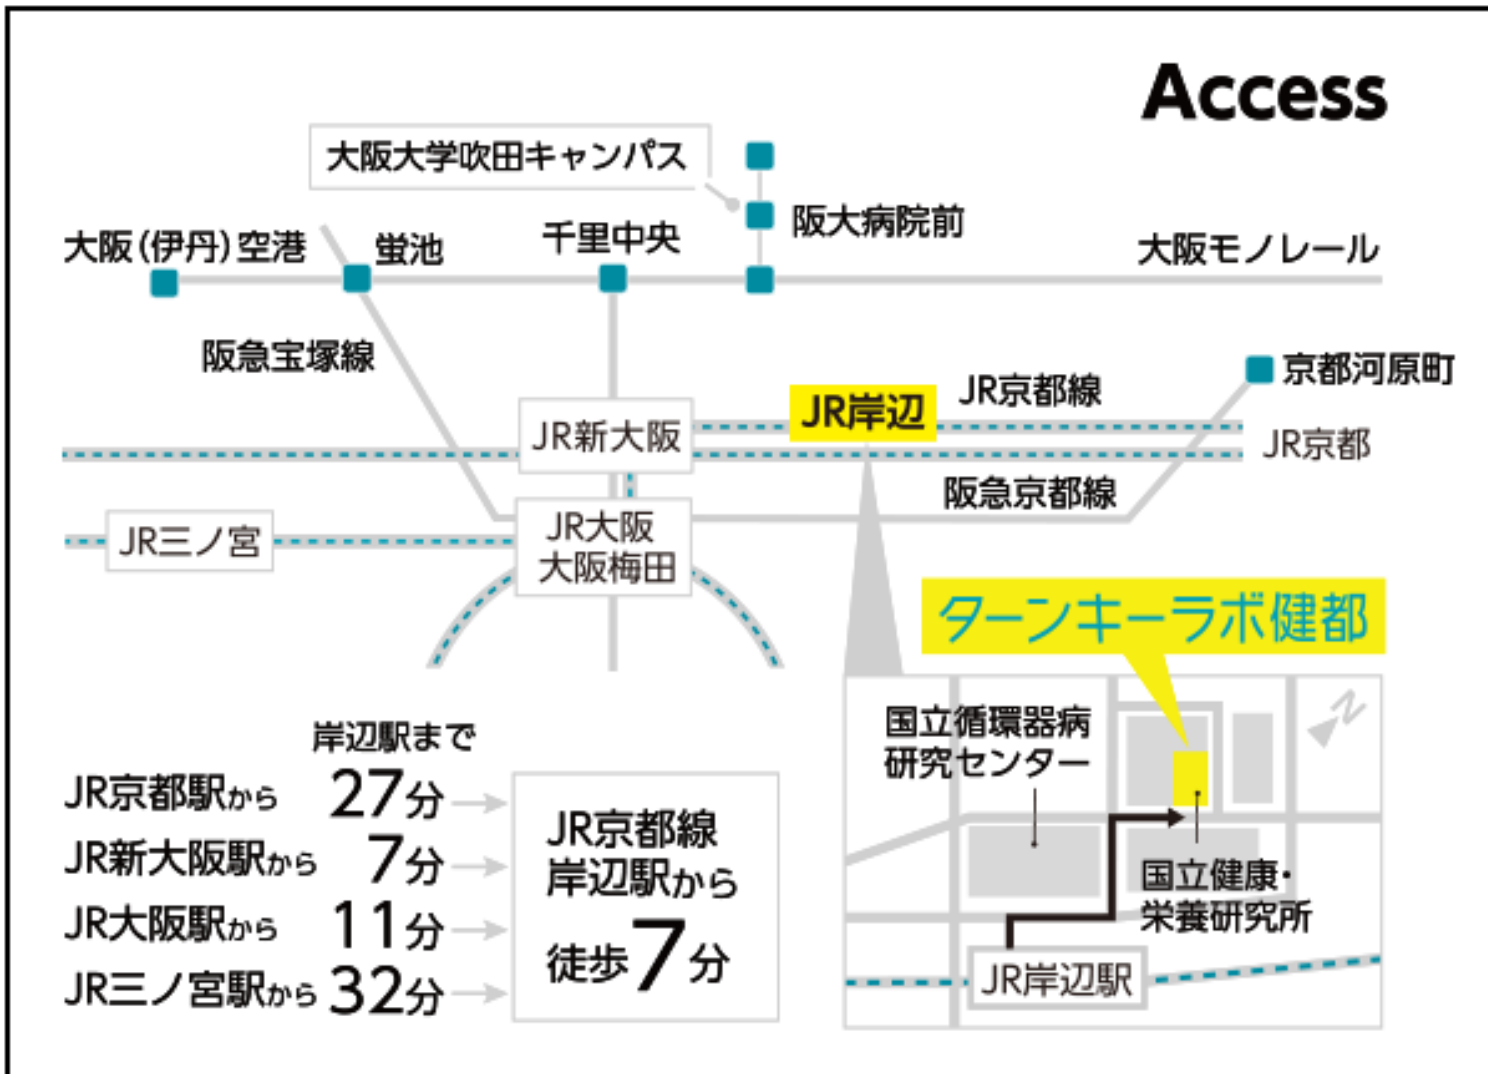 Access
大阪大学吹田キャンパス
阪大病院前
大阪(伊丹)空港
蛍池
千里中央
大阪モノレール
阪急宝塚線
京都河原町
JR岸辺
JR京都線
JR新大阪
JR京都
阪急京都線
JR三ノ宮
JR大阪
大阪梅田
ターンキーラボ健都
国立循環器病
研究センター
N
国立健康・
栄養研究所
JR岸辺駅
岸辺駅まで
JR京都駅から 27分
JR新大阪駅から 7分
JR大阪駅から 11分
JR三ノ宮駅から 32分
JR京都線
岸辺駅から
徒歩7分